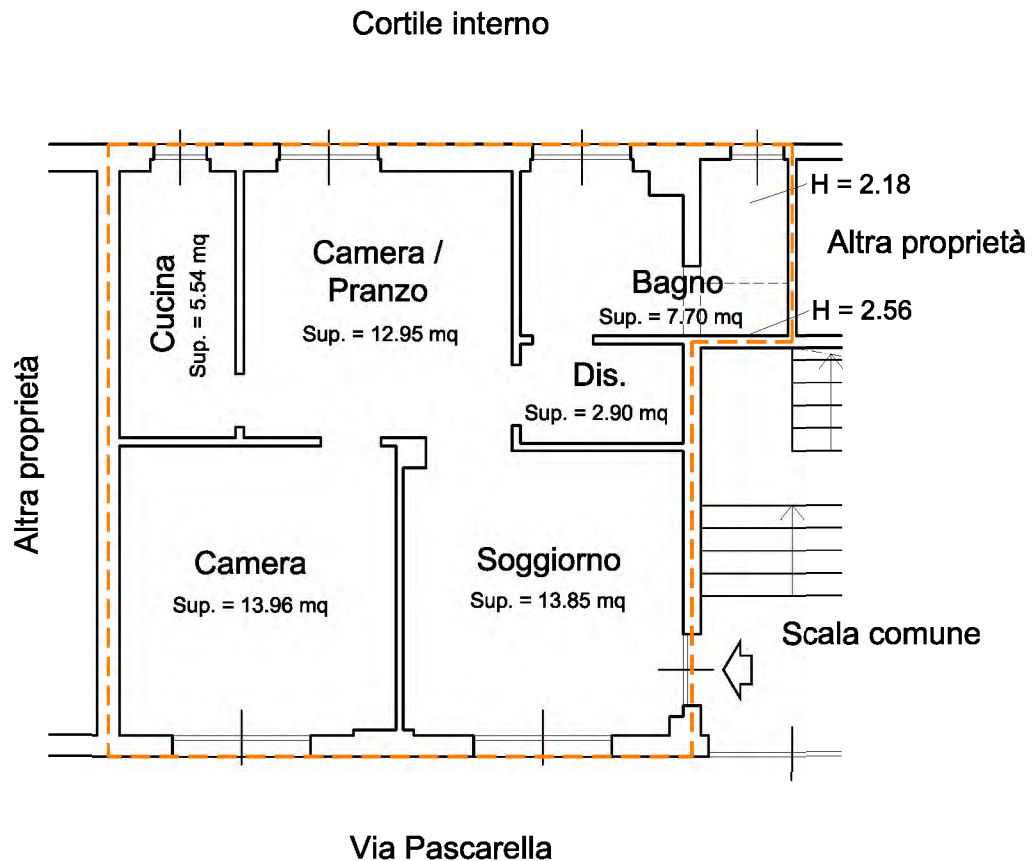 Cortile interno
H = 2.18
Altra proprietà
Camera /
Pranzo
Sup. = 12.95 mq
Cucina
Sup. = 5.54 mq
Bagno
Sup. = 7.70 mq
H = 2.56
Dis.
Sup. = 2.90 mq
Altra proprietà
Camera
Sup. = 13.96 mq
Soggiorno
Sup. = 13.85 mq
Scala comune
Via Pascarella